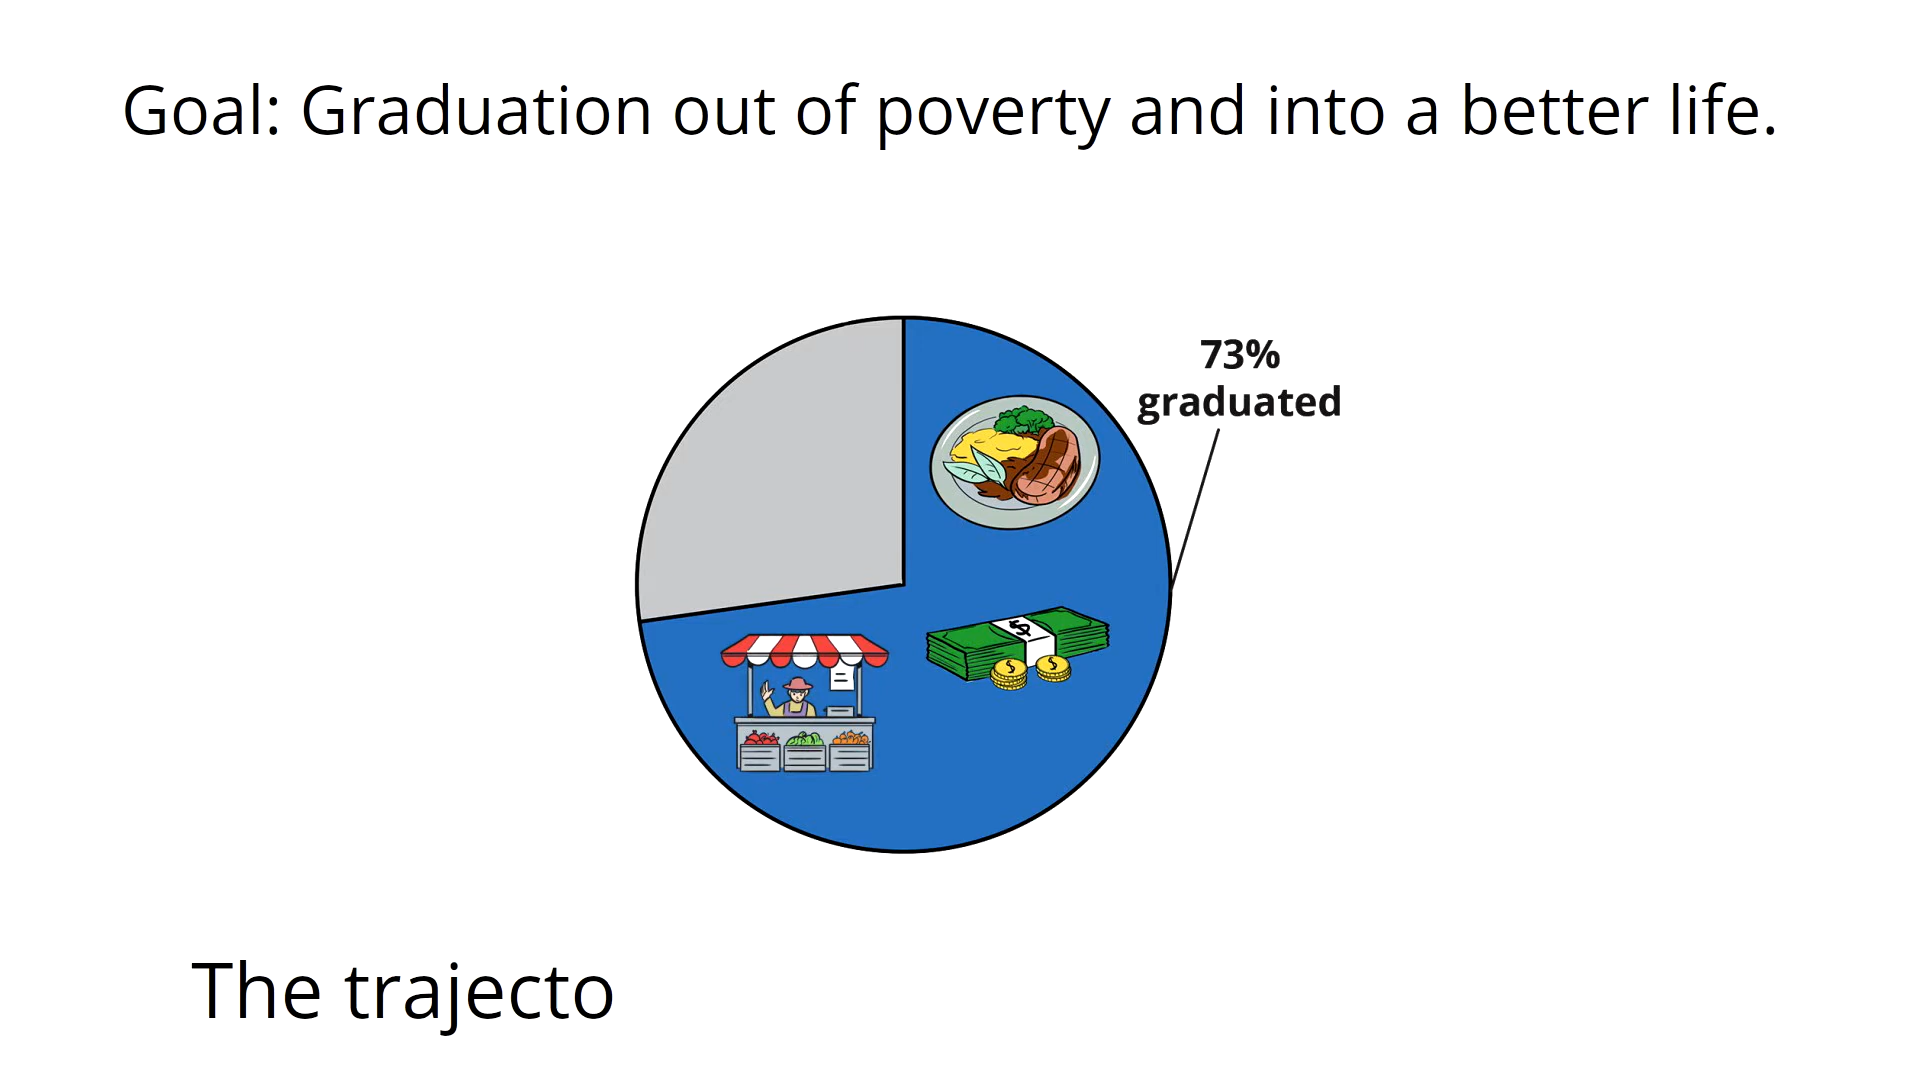 Goal: Graduation out of poverty and into a better life.
73%
graduated
The trajecto